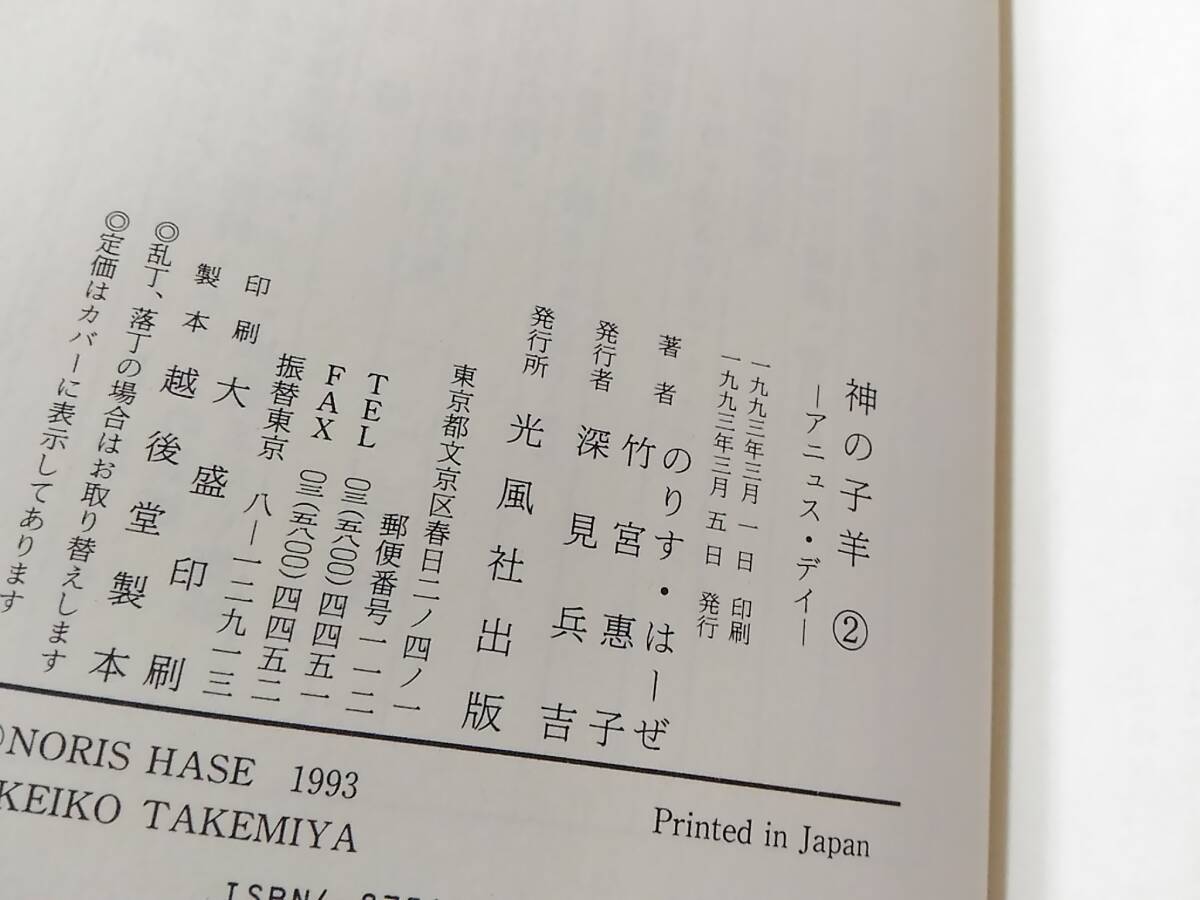 神の子羊 ②
―アニュス・デイ―
一九九三年三月一日 印刷
一九九三年三月五日 発行
著者 のりす・はーぜ
竹宮惠子
発行者 深見兵吉
発行所 光風社出版
東京都文京区春日二ノ四ノ一
郵便番号一一二
TEL 〇三(五八〇〇)四四五一
FAX 〇三(五八〇〇)四四五二
振替東京 八―一二九一三
印刷 大盛印刷
製本 越後堂製本
◎乱丁、落丁の場合はお取り替えします
◎定価はカバーに表示してあります
©NORIS HASE 1993
KEIKO TAKEMIYA
Printed in Japan